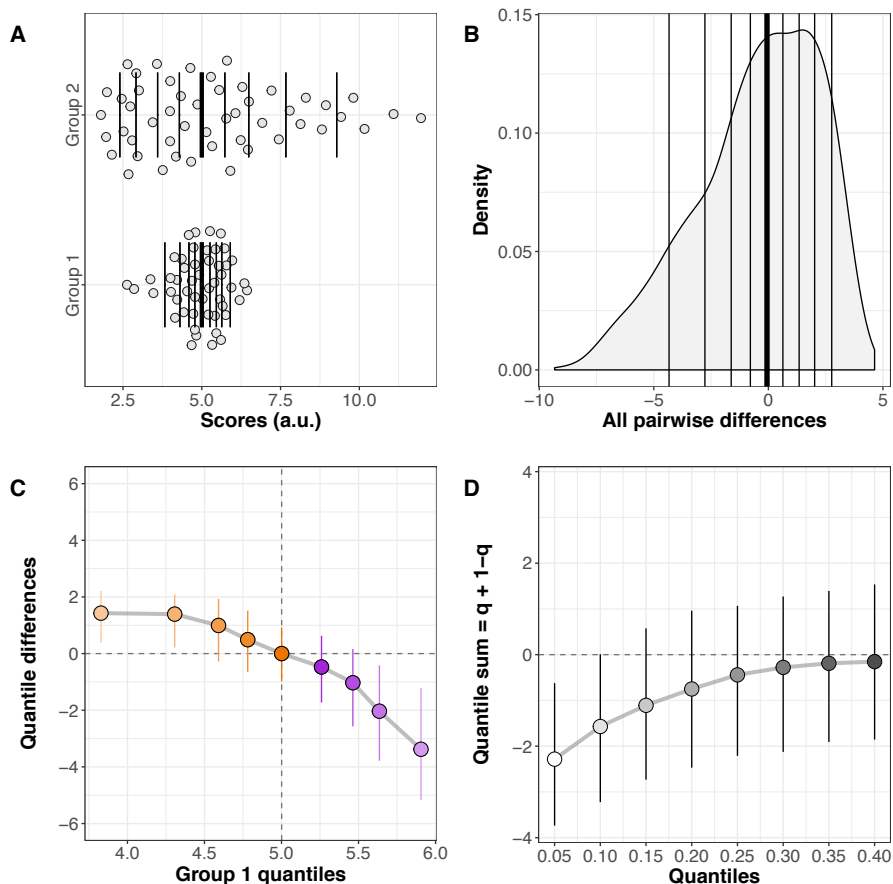 A
Group 2
Group 1
2.5 5.0 7.5 10.0
Scores (a.u.)
B
Density
0.15
0.10
0.05
0.00
−10 −5 0 5
All pairwise differences
C
Quantile differences
6
4
2
0
−2
−4
−6
4.0 4.5 5.0 5.5 6.0
Group 1 quantiles
D
Quantile sum = q + 1−q
4
2
0
−2
−4
0.05 0.10 0.15 0.20 0.25 0.30 0.35 0.40
Quantiles